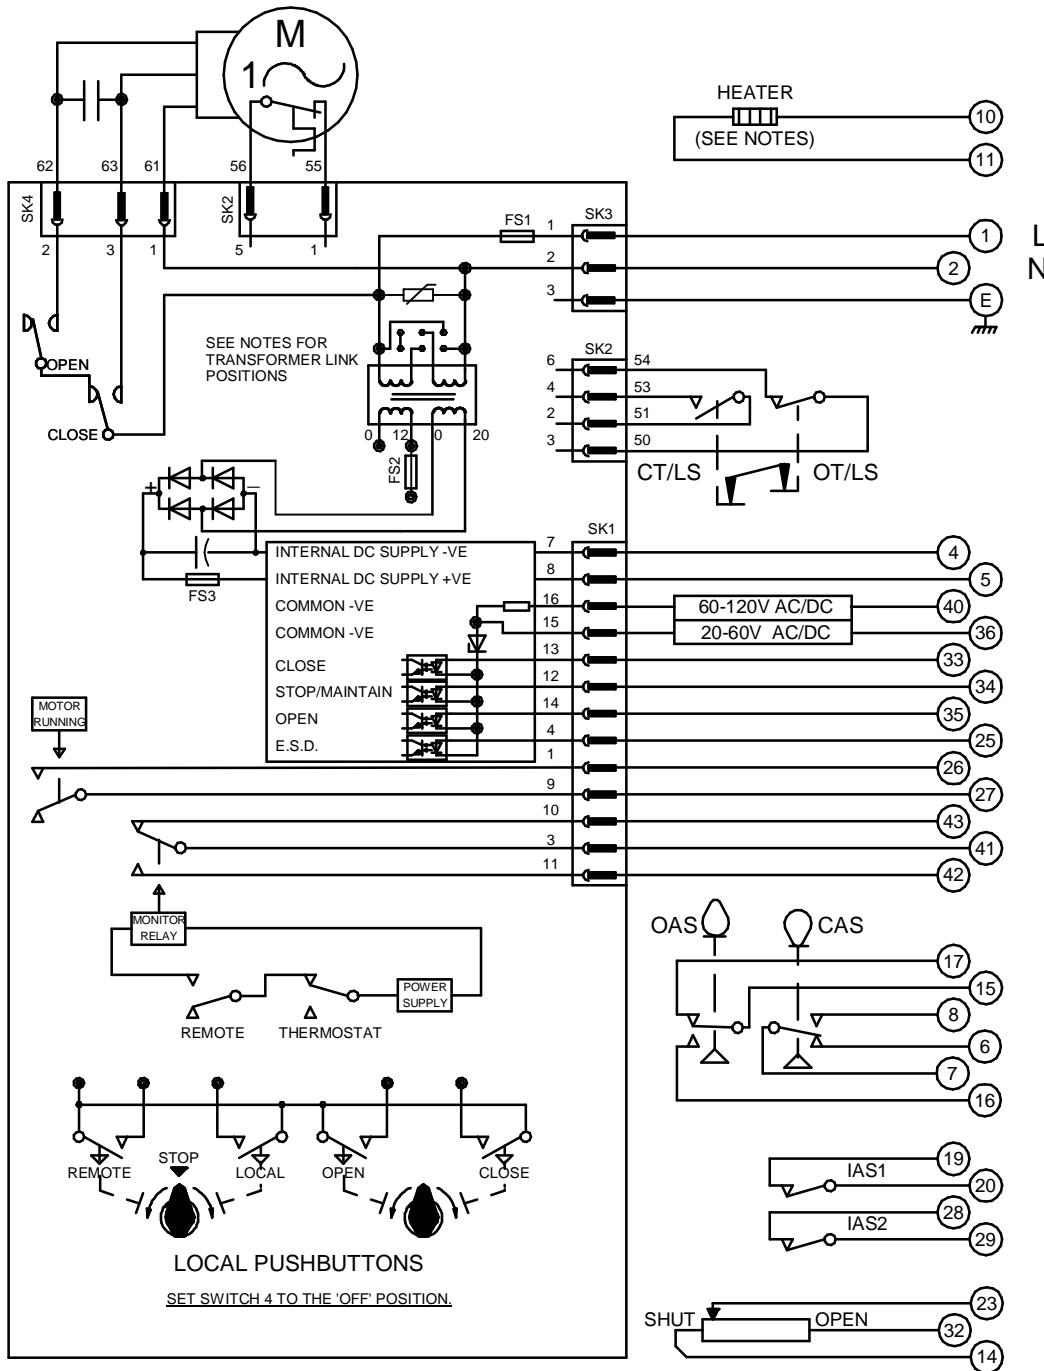 M
1
HEATER
(SEE NOTES)
10
11
62 63 61 56 55
SK4
SK2
2 3 1 5 1
FS1
SK3
1 1 L
2 2 N
3 E
SEE NOTES FOR
TRANSFORMER LINK
POSITIONS
OPEN
CLOSE
0 12 0 20
FS2
SK2
6 54
4 53
2 51
3 50
CT/LS OT/LS
+ –
FS3
SK1
INTERNAL DC SUPPLY -VE 7 4
INTERNAL DC SUPPLY +VE 8 5
COMMON -VE 16 60-120V AC/DC 40
COMMON -VE 15 20-60V AC/DC 36
CLOSE 13 33
STOP/MAINTAIN 12 34
OPEN 14 35
E.S.D. 4 25
MOTOR
RUNNING
1 26
9 27
10 43
3 41
11 42
MONITOR
RELAY
POWER
SUPPLY
REMOTE THERMOSTAT
OAS CAS
17
15
8
6
7
16
REMOTE STOP LOCAL OPEN CLOSE
LOCAL PUSHBUTTONS
SET SWITCH 4 TO THE 'OFF' POSITION.
IAS1 19
20
IAS2 28
29
SHUT OPEN 23
32
14